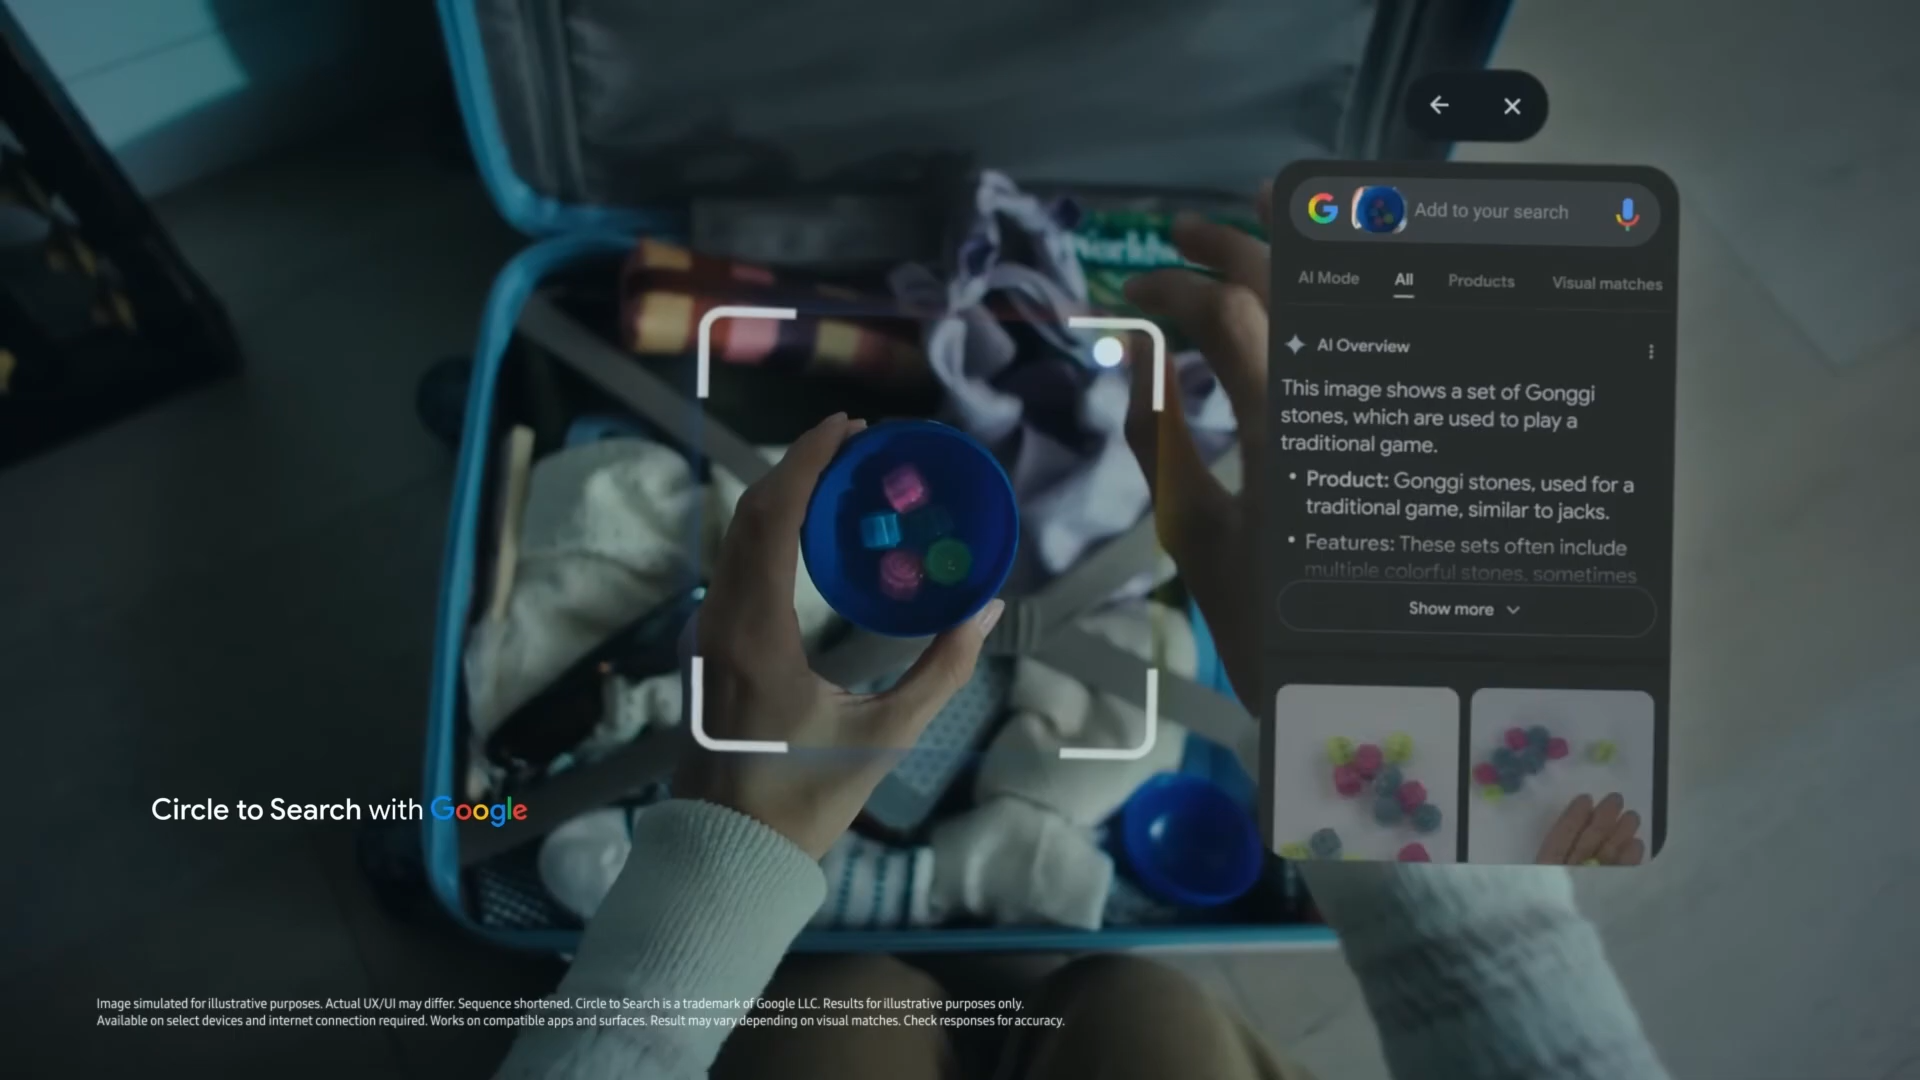 Add to your search
AI Mode
All
Products
Visual matches
AI Overview
This image shows a set of Gonggi
stones, which are used to play a
traditional game.
• Product: Gonggi stones, used for a
traditional game, similar to jacks.
• Features: These sets often include
multiple colorful stones, sometimes
Show more
Circle to Search with Google
Image simulated for illustrative purposes. Actual UX/UI may differ. Sequence shortened. Circle to Search is a trademark of Google LLC. Results for illustrative purposes only.
Available on select devices and internet connection required. Works on compatible apps and surfaces. Result may vary depending on visual matches. Check responses for accuracy.